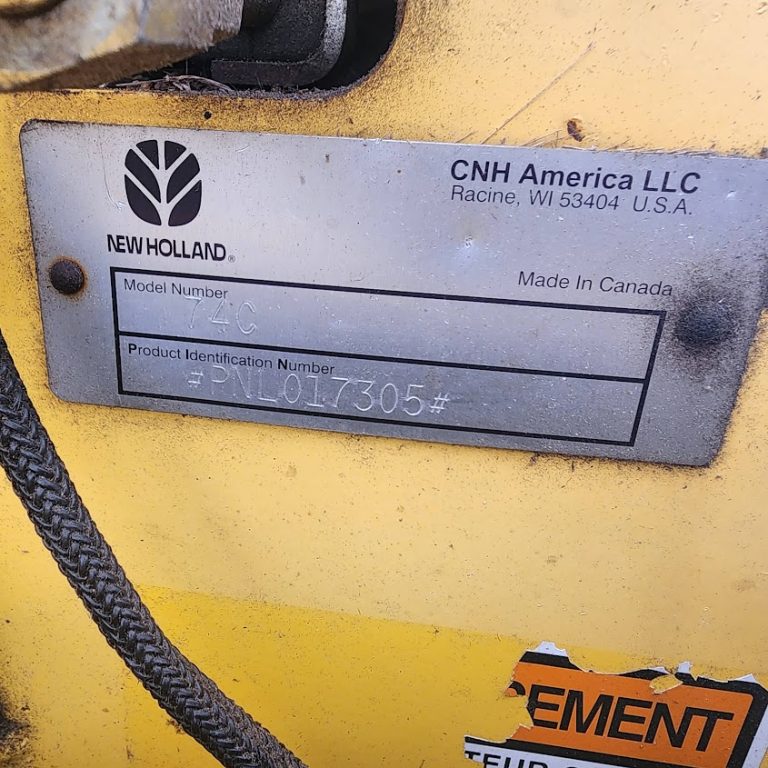 CNH America LLC
Racine, WI 53404 U.S.A.
NEW HOLLAND®
Made In Canada
Model Number
74C
Product Identification Number
#PNL017305#
EMENT
TEUR